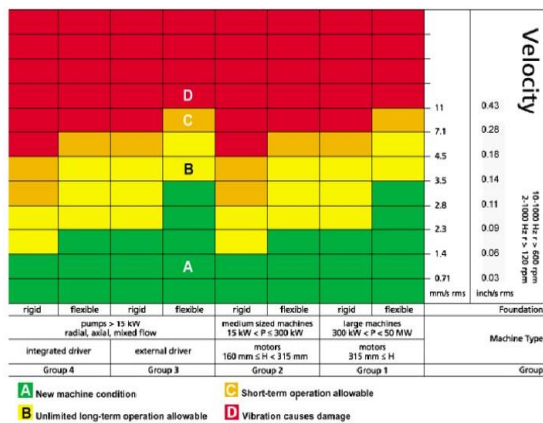 D
C
B
A
11
7.1
4.5
3.5
2.8
2.3
1.4
0.71
mm/s rms
0.43
0.28
0.18
0.14
0.11
0.09
0.06
0.03
inch/s rms
Velocity
10-1000 Hz r > 600 rpm
2-1000 Hz r > 120 rpm
rigid flexible rigid flexible rigid flexible rigid flexible Foundation
pumps > 15 kW
radial, axial, mixed flow
medium sized machines
15 kW < P ≤ 300 kW
large machines
300 kW < P < 50 MW
Machine Type
integrated driver external driver
motors
160 mm ≤ H < 315 mm
motors
315 mm ≤ H
Group 4 Group 3 Group 2 Group 1 Group
A New machine condition
B Unlimited long-term operation allowable
C Short-term operation allowable
D Vibration causes damage